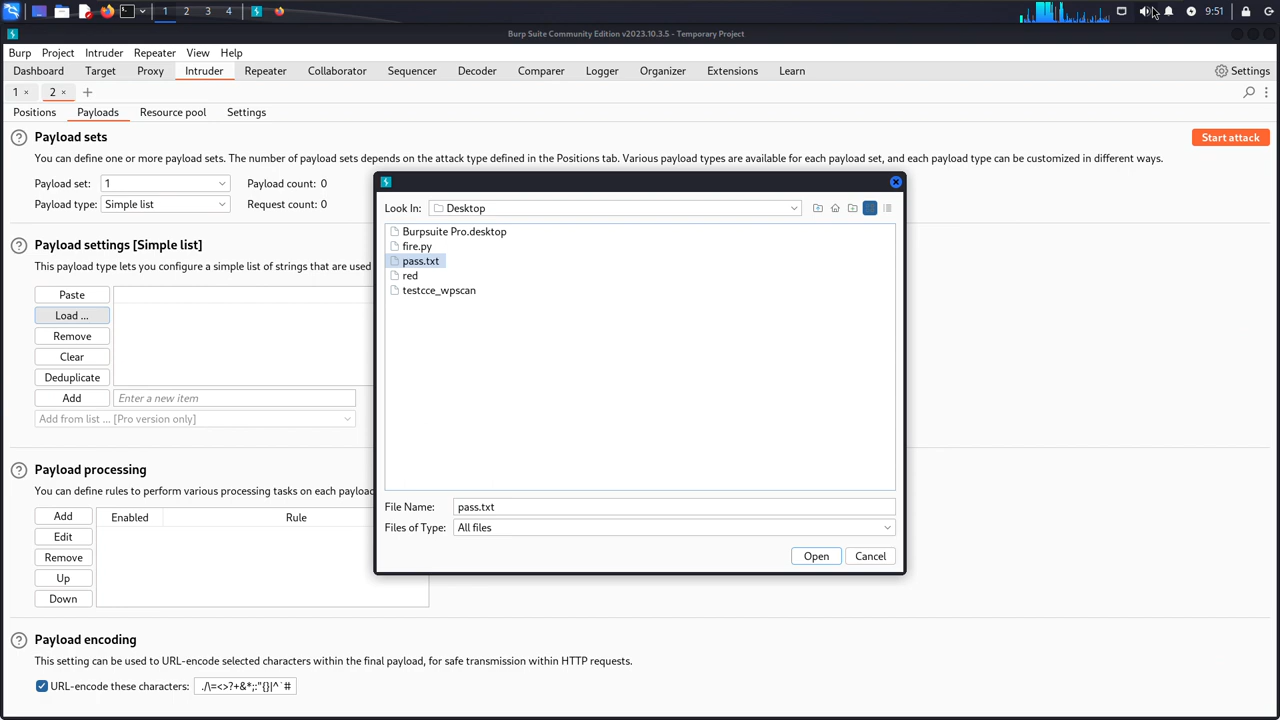 1 2 3 4 9:51
Burp Suite Community Edition v2023.10.3.5 - Temporary Project
Burp Project Intruder Repeater View Help
Dashboard Target Proxy Intruder Repeater Collaborator Sequencer Decoder Comparer Logger Organizer Extensions Learn Settings
1 × 2 × +
Positions Payloads Resource pool Settings
? Payload sets Start attack
You can define one or more payload sets. The number of payload sets depends on the attack type defined in the Positions tab. Various payload types are available for each payload set, and each payload type can be customized in different ways.
Payload set: 1 Payload count: 0
Payload type: Simple list Request count: 0
? Payload settings [Simple list]
This payload type lets you configure a simple list of strings that are used
Paste
Load ...
Remove
Clear
Deduplicate
Add Enter a new item
Add from list ... [Pro version only]
Look In: Desktop
Burpsuite Pro.desktop
fire.py
pass.txt
red
testcce_wpscan
File Name: pass.txt
Files of Type: All files
Open Cancel
? Payload processing
You can define rules to perform various processing tasks on each payload
Add Enabled Rule
Edit
Remove
Up
Down
? Payload encoding
This setting can be used to URL-encode selected characters within the final payload, for safe transmission within HTTP requests.
URL-encode these characters: ./\=<>?+&*;:"{}|^`#